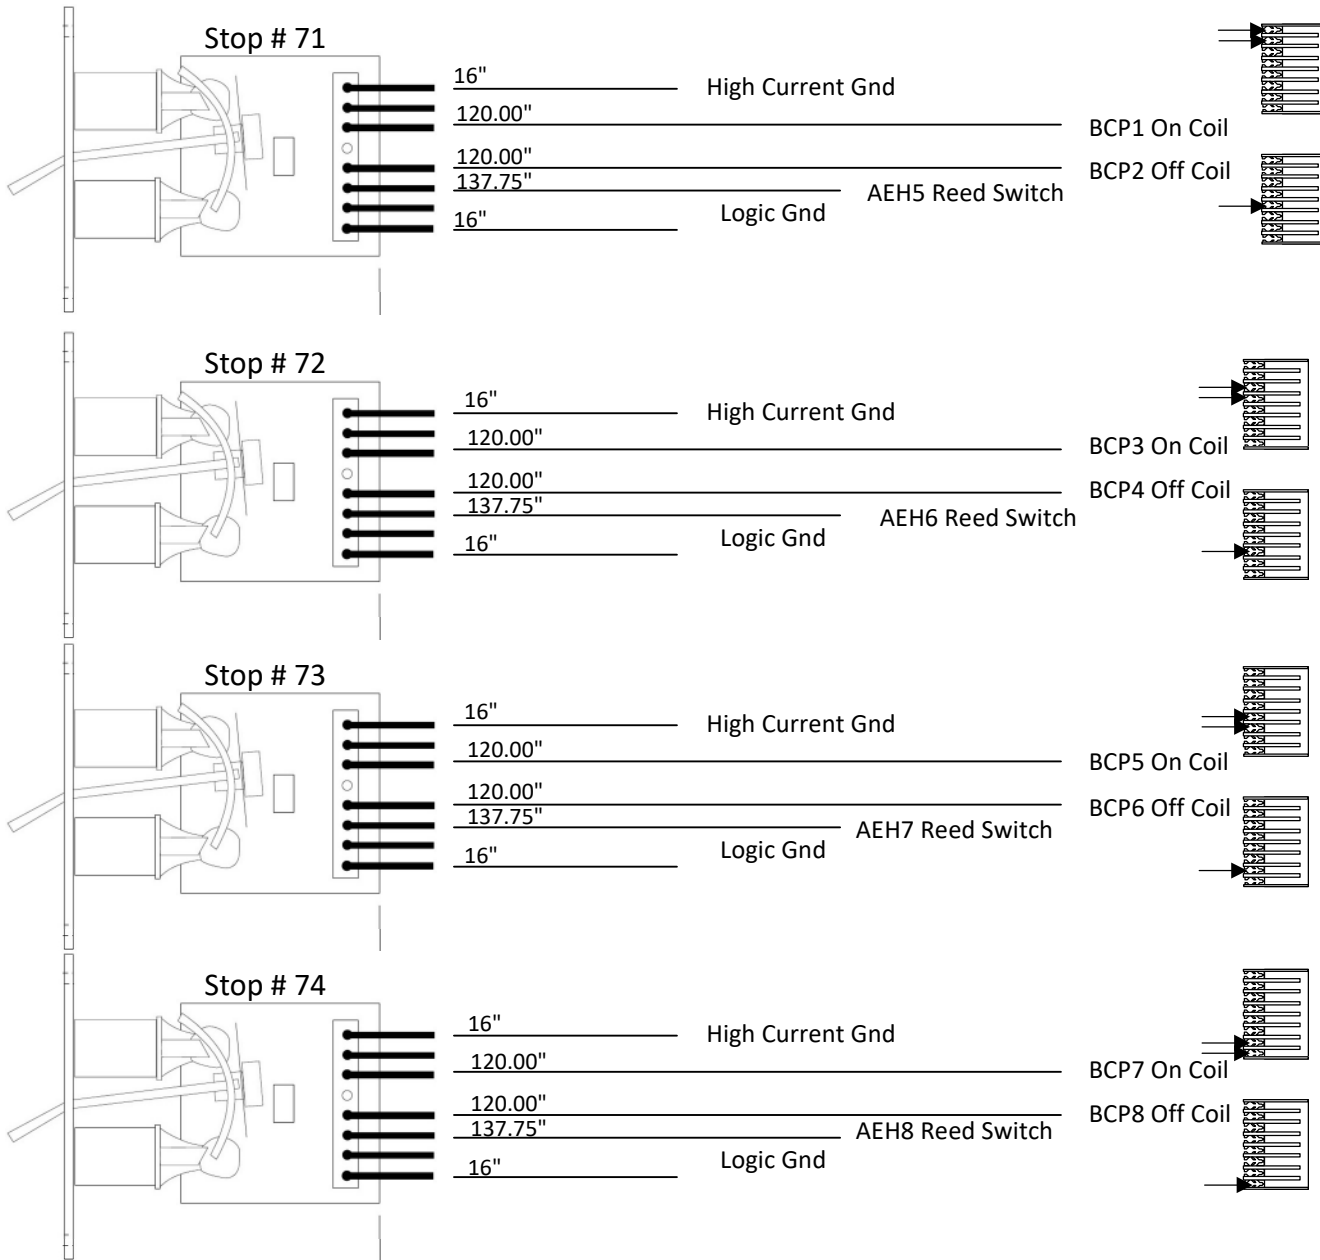 Stop # 71
16"
High Current Gnd
120.00"
BCP1 On Coil
120.00"
BCP2 Off Coil
137.75"
AEH5 Reed Switch
Logic Gnd
16"
Stop # 72
16"
High Current Gnd
120.00"
BCP3 On Coil
120.00"
BCP4 Off Coil
137.75"
AEH6 Reed Switch
Logic Gnd
16"
Stop # 73
16"
High Current Gnd
120.00"
BCP5 On Coil
120.00"
BCP6 Off Coil
137.75"
AEH7 Reed Switch
Logic Gnd
16"
Stop # 74
16"
High Current Gnd
120.00"
BCP7 On Coil
120.00"
BCP8 Off Coil
137.75"
AEH8 Reed Switch
Logic Gnd
16"